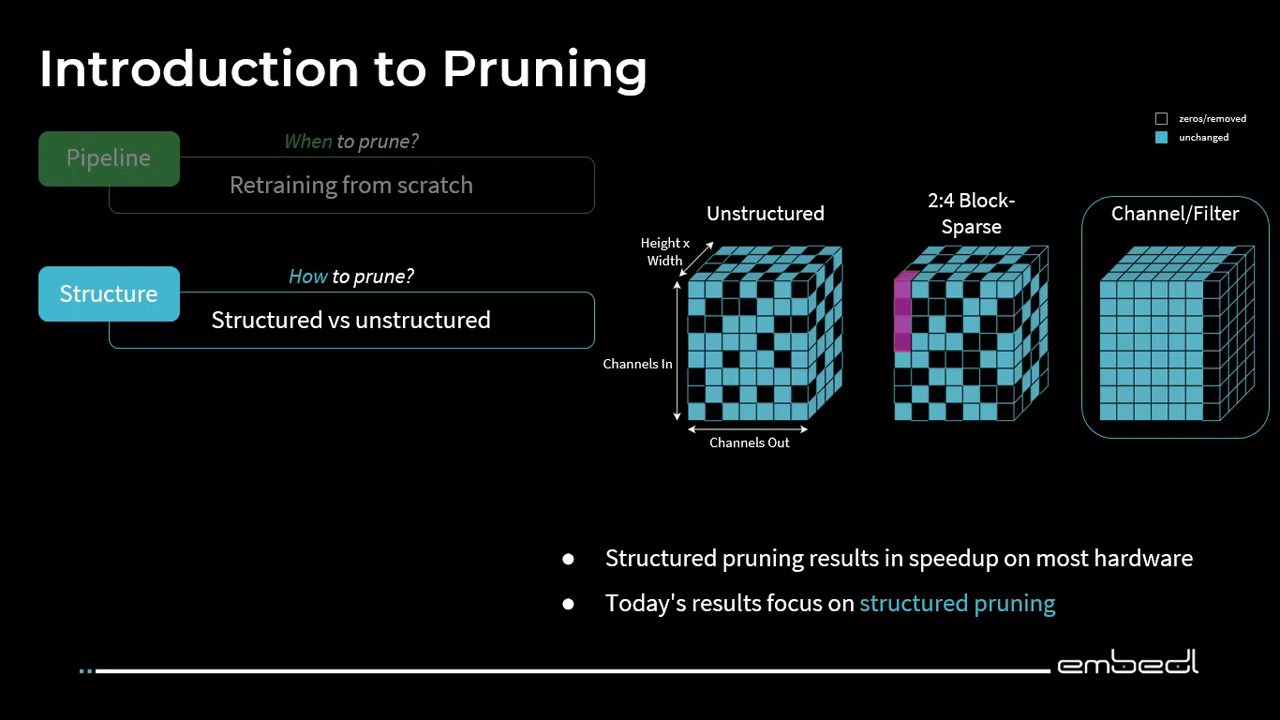 Introduction to Pruning
Pipeline
When to prune?
Retraining from scratch
Structure
How to prune?
Structured vs unstructured
zeros/removed
unchanged
Unstructured
2:4 Block-
Sparse
Channel/Filter
Height x
Width
Channels In
Channels Out
● Structured pruning results in speedup on most hardware
● Today's results focus on structured pruning
embedl